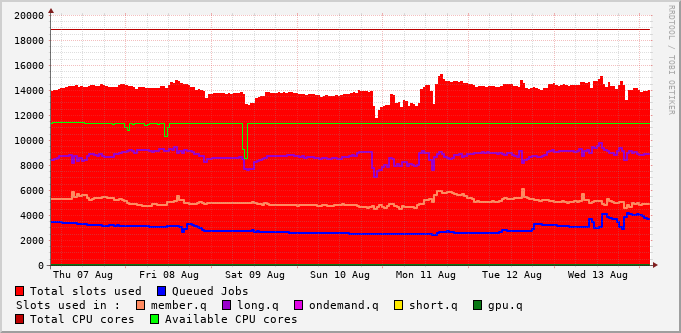 20000
18000
16000
14000
12000
10000
8000
6000
4000
2000
0
Thu 07 Aug Fri 08 Aug Sat 09 Aug Sun 10 Aug Mon 11 Aug Tue 12 Aug Wed 13 Aug
Total slots used Queued Jobs
Slots used in : member.q long.q ondemand.q short.q gpu.q
Total CPU cores Available CPU cores
RRDTOOL / TOBI OETIKER